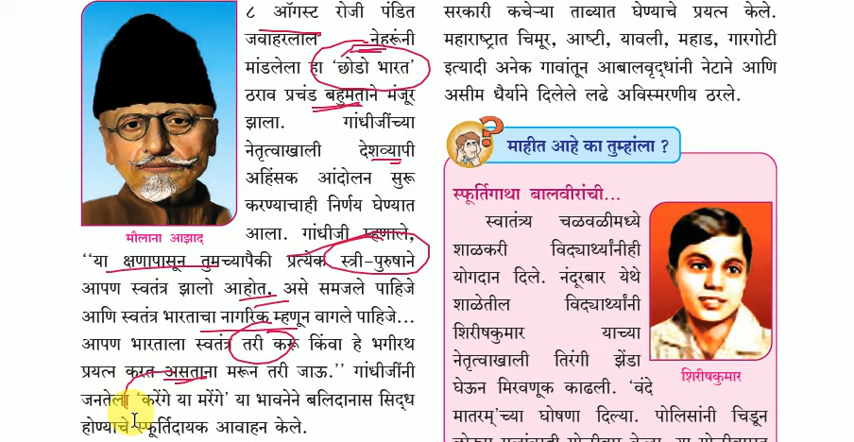 ८ ऑगस्ट रोजी पंडित
जवाहरलाल नेहरूंनी
मांडलेला हा 'छोडो भारत'
ठराव प्रचंड बहुमताने मंजूर
झाला. गांधीजींच्या
नेतृत्वाखाली देशव्यापी
अहिंसक आंदोलन सुरू
करण्याचाही निर्णय घेण्यात
आला. गांधीजी म्हणाले,
मौलाना आझाद
"या क्षणापासून तुमच्यापैकी प्रत्येक स्त्री-पुरुषाने
आपण स्वतंत्र झालो आहोत, असे समजले पाहिजे
आणि स्वतंत्र भारताचा नागरिक म्हणून वागले पाहिजे...
आपण भारताला स्वतंत्र तरी करू किंवा हे भगीरथ
प्रयत्न करत असताना मरून तरी जाऊ.'' गांधीजींनी
जनतेला 'करेंगे या मरेंगे' या भावनेने बलिदानास सिद्ध
होण्याचे स्फूर्तिदायक आवाहन केले.
सरकारी कचेऱ्या ताब्यात घेण्याचे प्रयत्न केले.
महाराष्ट्रात चिमूर, आष्टी, यावली, महाड, गारगोटी
इत्यादी अनेक गावांतून आबालवृद्धांनी नेटाने आणि
असीम धैर्याने दिलेले लढे अविस्मरणीय ठरले.
माहीत आहे का तुम्हांला ?
स्फूर्तिगाथा बालवीरांची...
स्वातंत्र्य चळवळीमध्ये
शाळकरी विद्यार्थ्यांनीही
योगदान दिले. नंदूरबार येथे
शाळेतील विद्यार्थ्यांनी
शिरीषकुमार याच्या
नेतृत्वाखाली तिरंगी झेंडा
घेऊन मिरवणूक काढली. 'वंदे
शिरीषकुमार
मातरम्'च्या घोषणा दिल्या. पोलिसांनी चिडून